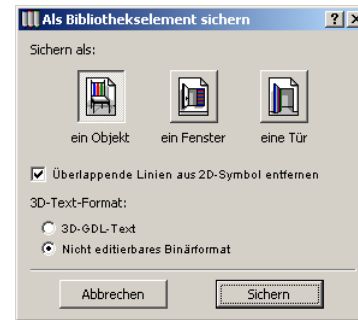 Als Bibliothekselement sichern
Sichern als:
ein Objekt ein Fenster eine Tür
Überlappende Linien aus 2D-Symbol entfernen
3D-Text-Format:
3D-GDL-Text
Nicht editierbares Binärformat
Abbrechen Sichern